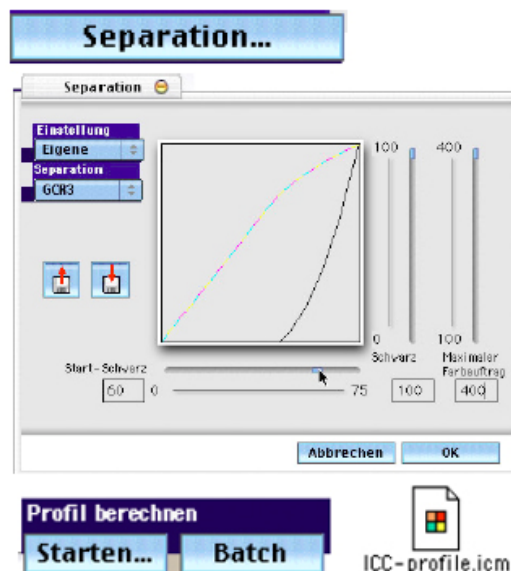 Separation...
Separation
Einstellung
Eigene
Separation
GCR3
100 400
0 100
Schwarz Maximaler Farbauftrag
Start-Schwarz
60 0 75 100 400
Abbrechen OK
Profil berechnen
Starten... Batch
ICC-profile.icm